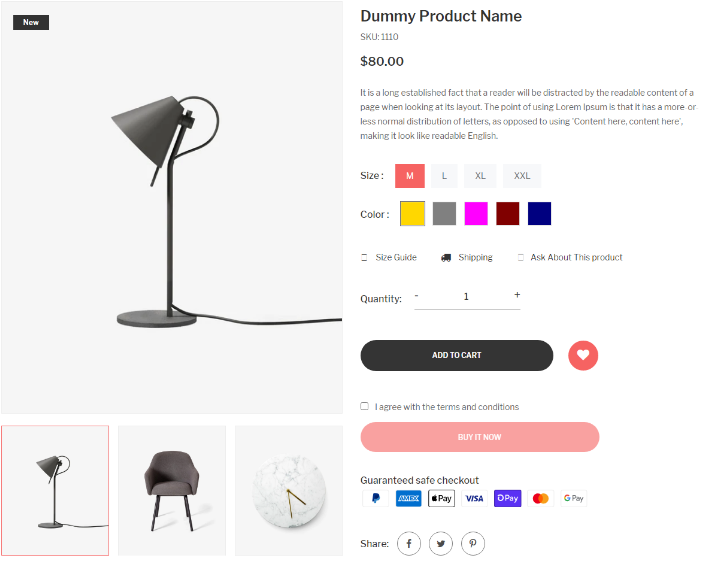 New
Dummy Product Name
SKU: 1110
$80.00
It is a long established fact that a reader will be distracted by the readable content of a
page when looking at its layout. The point of using Lorem Ipsum is that it has a more-or-
less normal distribution of letters, as opposed to using 'Content here, content here',
making it look like readable English.
Size : M L XL XXL
Color :
Size Guide Shipping Ask About This product
Quantity: - 1 +
ADD TO CART
I agree with the terms and conditions
BUY IT NOW
Guaranteed safe checkout
AMEX Pay VISA Pay G Pay
Share: